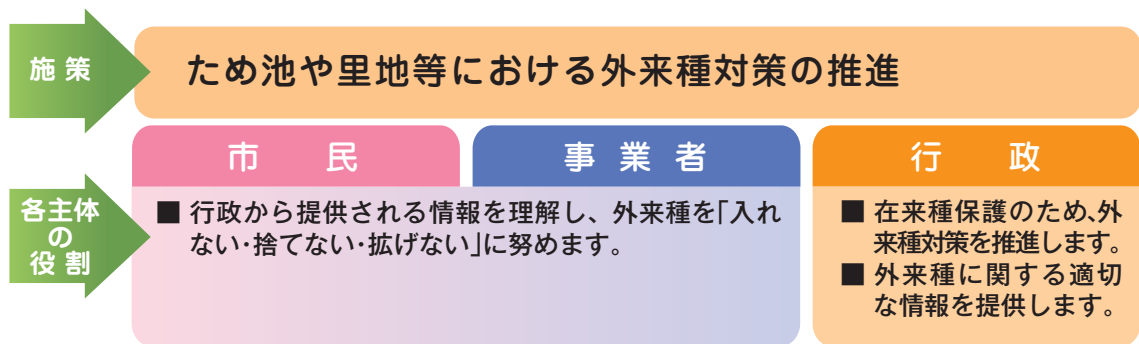 施策
ため池や里地等における外来種対策の推進
市民
事業者
行政
各主体
の
役割
■ 行政から提供される情報を理解し、外来種を｢入れ
ない･捨てない･拡げない｣に努めます。
■ 在来種保護のため、外
来種対策を推進します。
■ 外来種に関する適切
な情報を提供します。